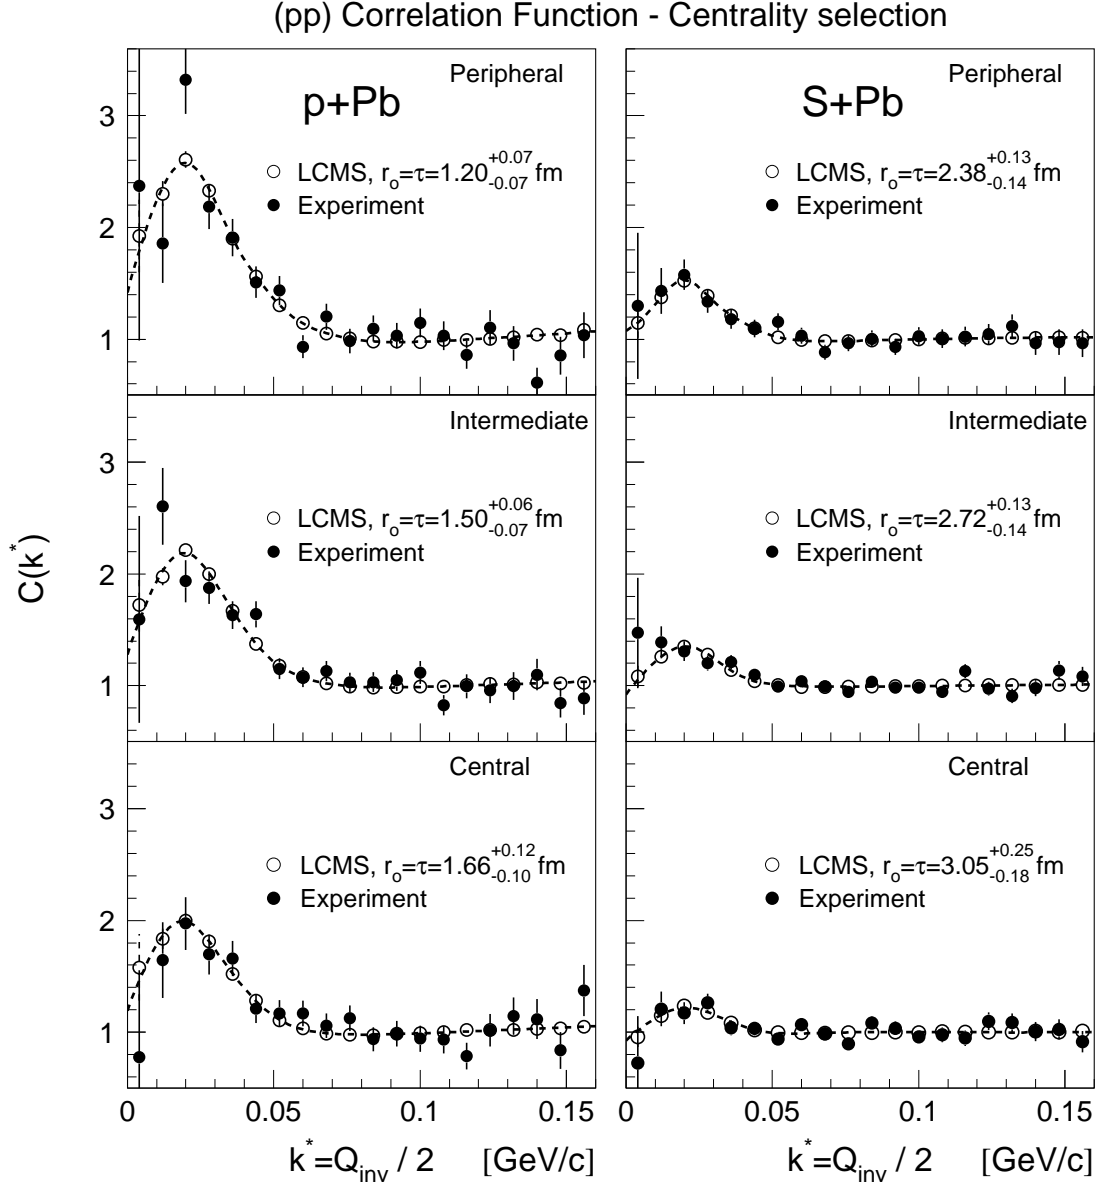 (pp) Correlation Function - Centrality selection
Peripheral
p+Pb
LCMS, r_o=τ=1.20 +0.07 -0.07 fm
Experiment
3
2
1
Peripheral
S+Pb
LCMS, r_o=τ=2.38 +0.13 -0.14 fm
Experiment
Intermediate
LCMS, r_o=τ=1.50 +0.06 -0.07 fm
Experiment
3
2
1
Intermediate
LCMS, r_o=τ=2.72 +0.13 -0.14 fm
Experiment
C(k*)
Central
LCMS, r_o=τ=1.66 +0.12 -0.10 fm
Experiment
3
2
1
Central
LCMS, r_o=τ=3.05 +0.25 -0.18 fm
Experiment
0 0.05 0.1 0.15
0 0.05 0.1 0.15
k*=Q_inv / 2 [GeV/c]
k*=Q_inv / 2 [GeV/c]